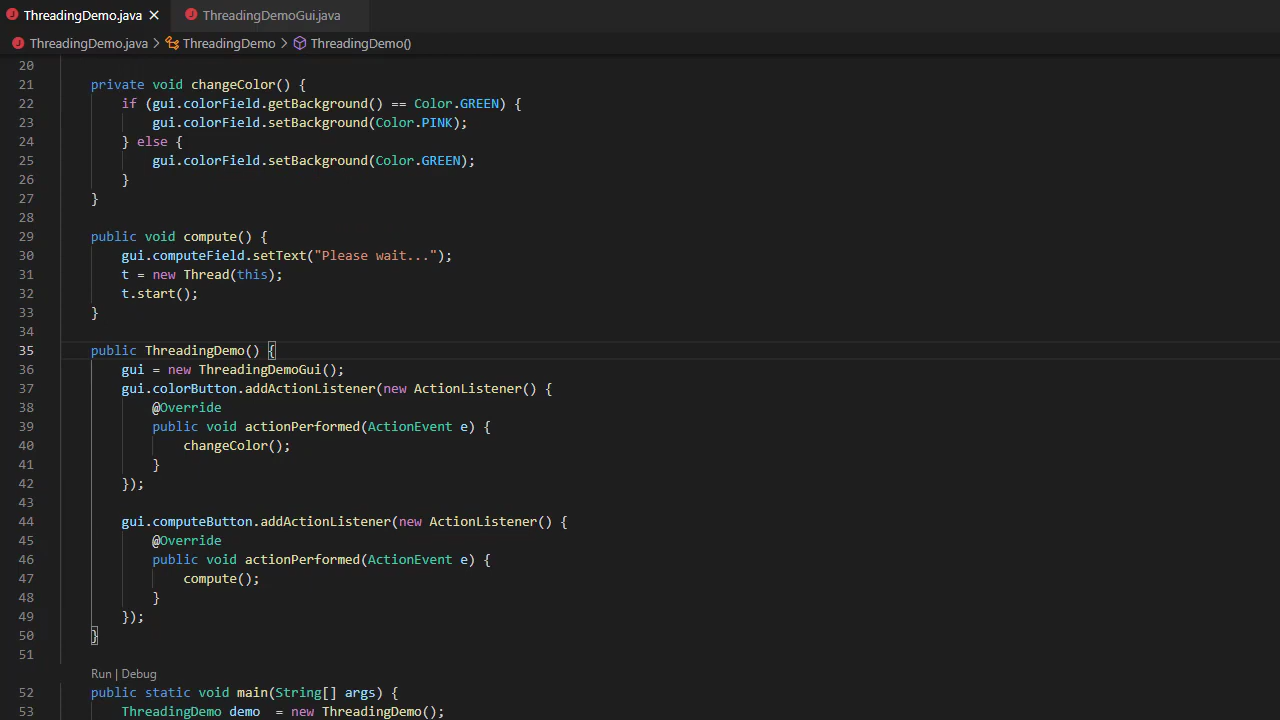 ThreadingDemo.java ThreadingDemoGui.java
ThreadingDemo.java > ThreadingDemo > ThreadingDemo()
20
21 private void changeColor() {
22 if (gui.colorField.getBackground() == Color.GREEN) {
23 gui.colorField.setBackground(Color.PINK);
24 } else {
25 gui.colorField.setBackground(Color.GREEN);
26 }
27 }
28
29 public void compute() {
30 gui.computeField.setText("Please wait...");
31 t = new Thread(this);
32 t.start();
33 }
34
35 public ThreadingDemo() {
36 gui = new ThreadingDemoGui();
37 gui.colorButton.addActionListener(new ActionListener() {
38 @Override
39 public void actionPerformed(ActionEvent e) {
40 changeColor();
41 }
42 });
43
44 gui.computeButton.addActionListener(new ActionListener() {
45 @Override
46 public void actionPerformed(ActionEvent e) {
47 compute();
48 }
49 });
50 }
51
Run | Debug
52 public static void main(String[] args) {
53 ThreadingDemo demo = new ThreadingDemo();